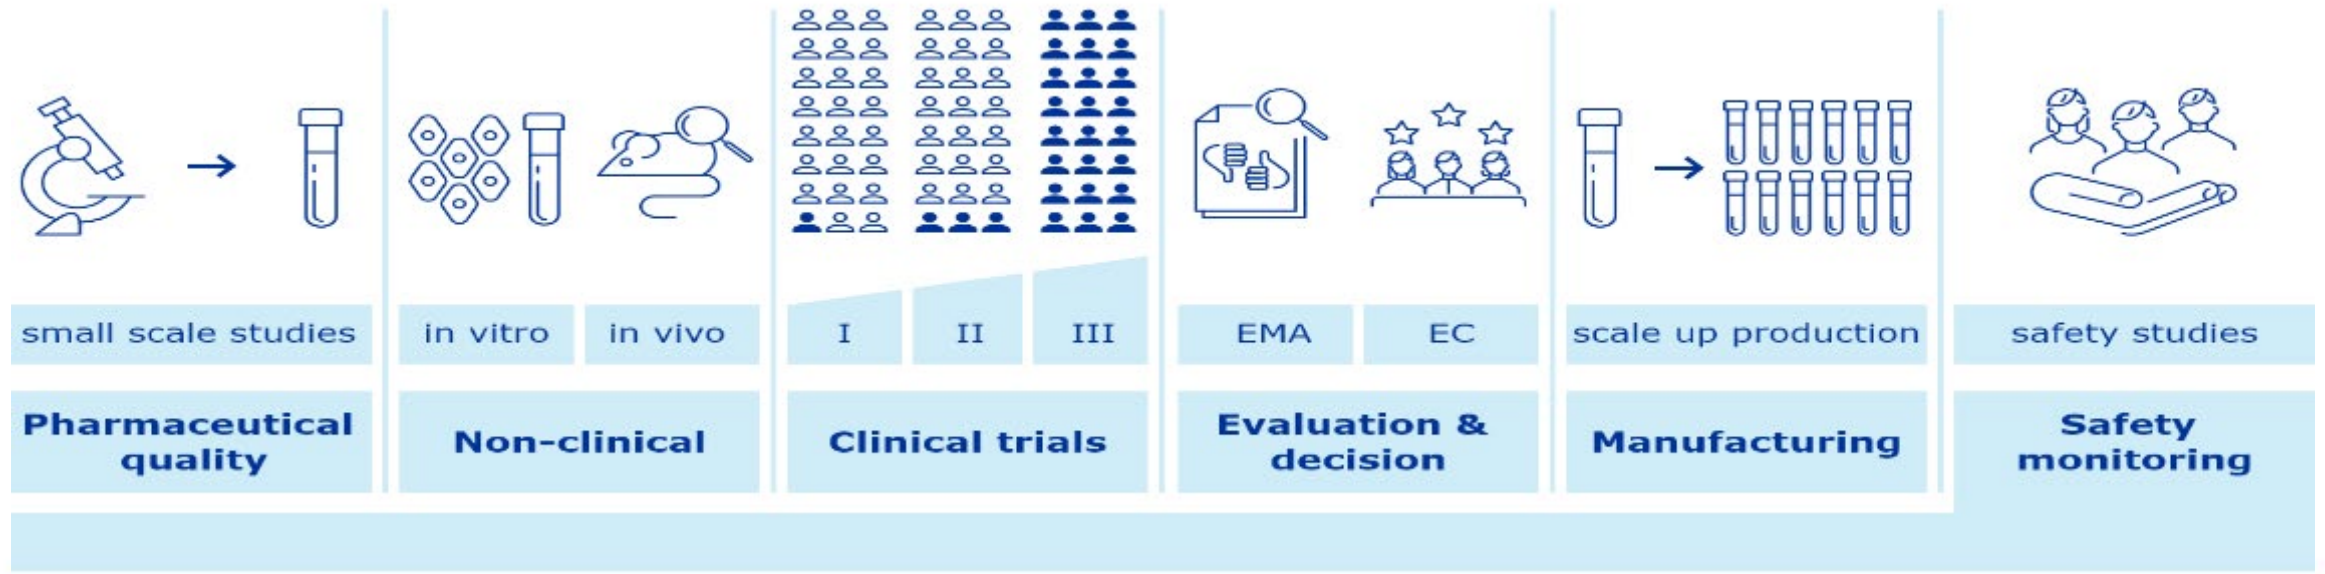 small scale studies
in vitro
in vivo
I
II
III
EMA
EC
scale up production
safety studies
Pharmaceutical
quality
Non-clinical
Clinical trials
Evaluation &
decision
Manufacturing
Safety
monitoring